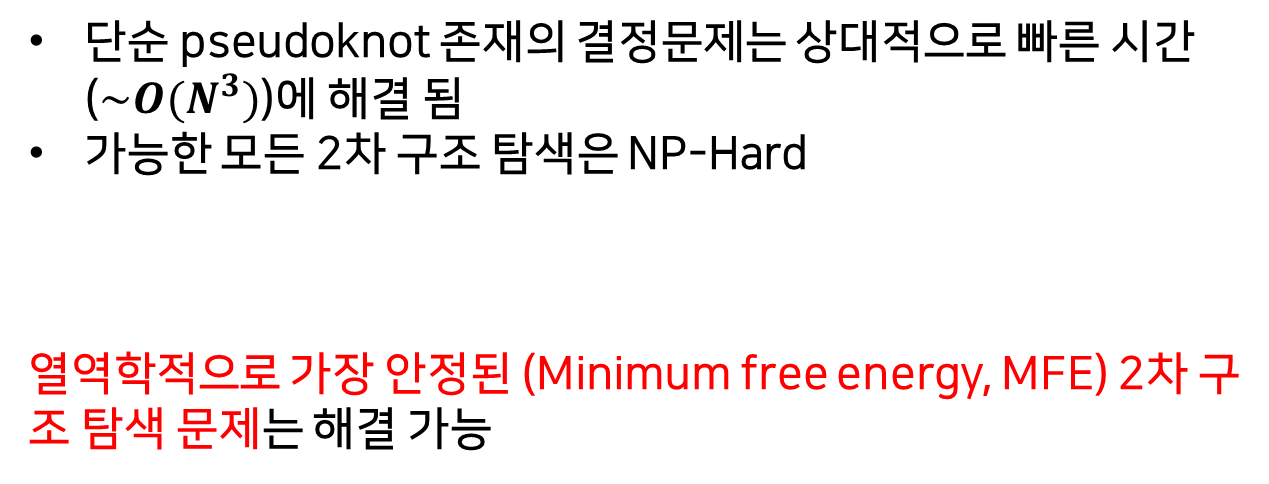 • 단순 pseudoknot 존재의 결정문제는 상대적으로 빠른 시간
(~O(N³))에 해결 됨
• 가능한 모든 2차 구조 탐색은 NP-Hard
열역학적으로 가장 안정된 (Minimum free energy, MFE) 2차 구
조 탐색 문제는 해결 가능